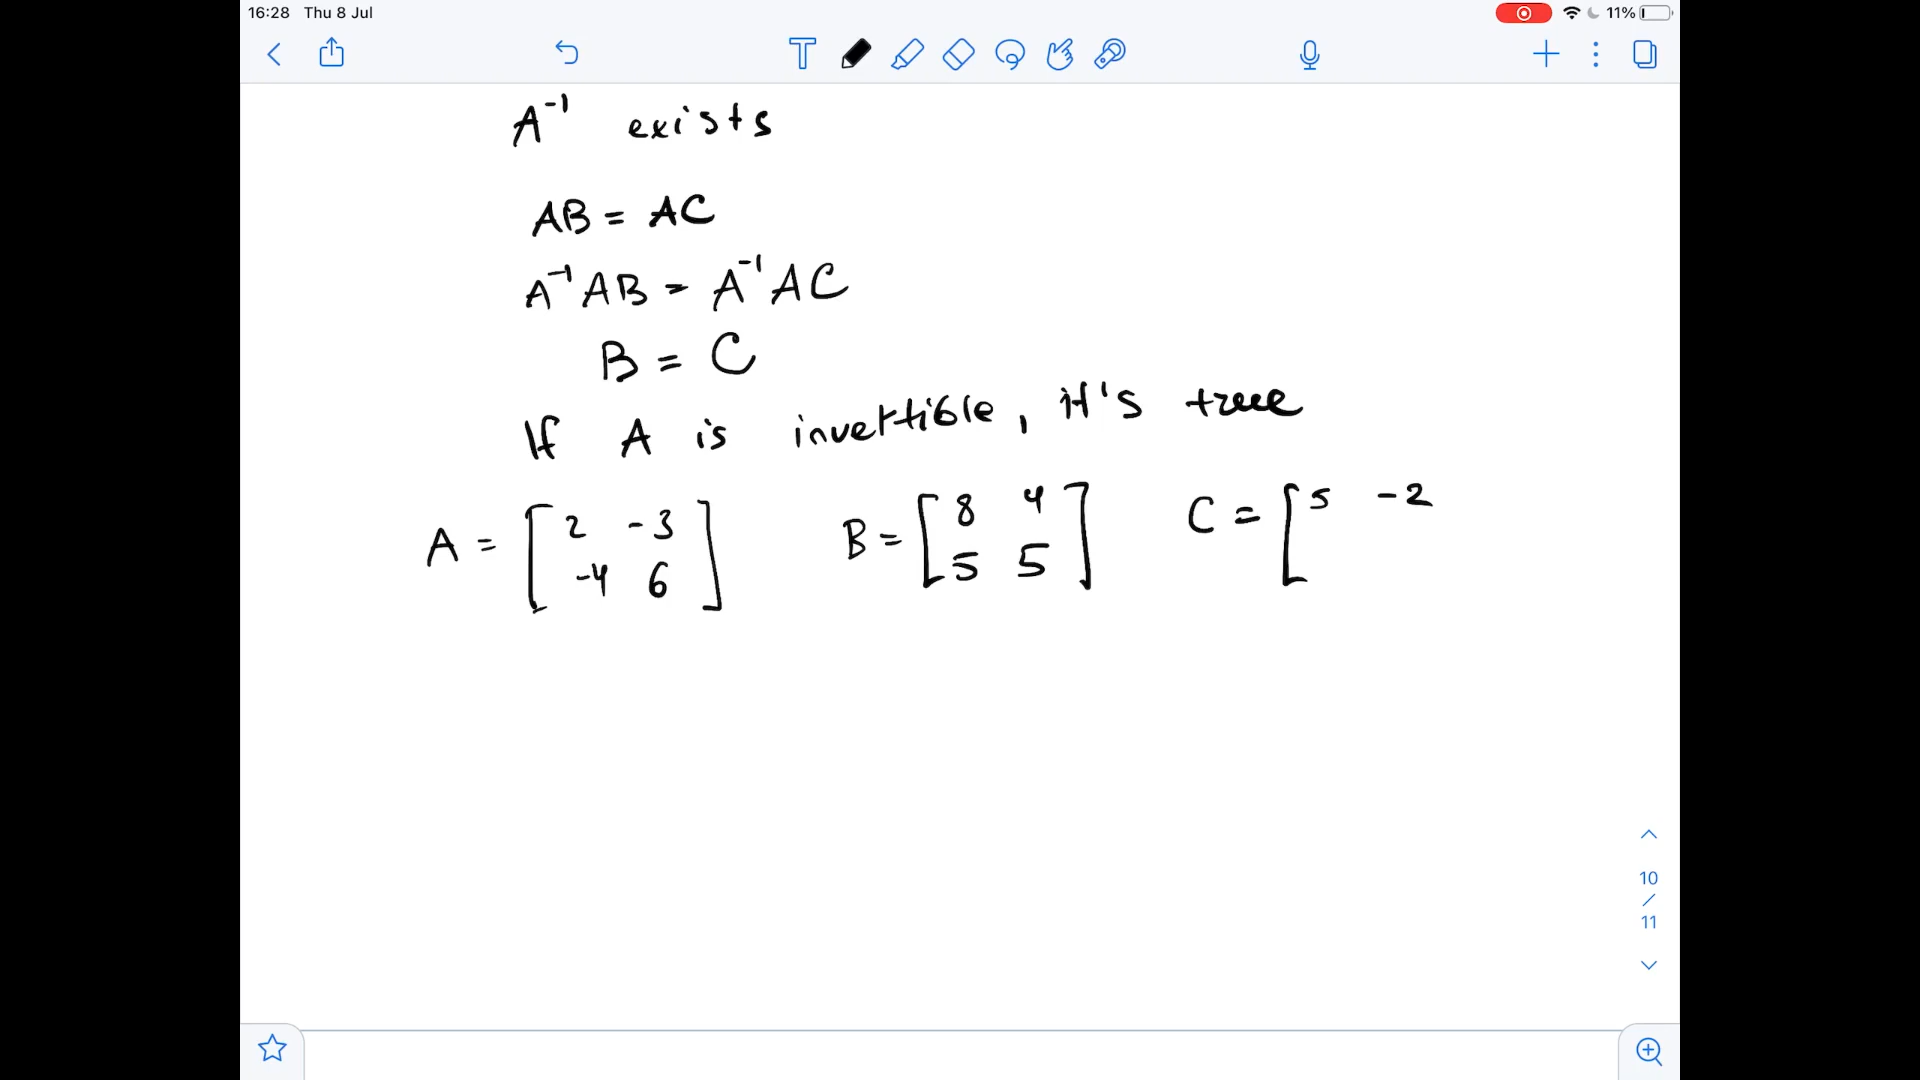 16:28 Thu 8 Jul 11%
T
A⁻¹ exists
AB = AC
A⁻¹AB = A⁻¹AC
B = C
If A is invertible, it's true
A = [2 -3 B = [8 4 C = [5 -2
-4 6] 5 5]
10
/
11